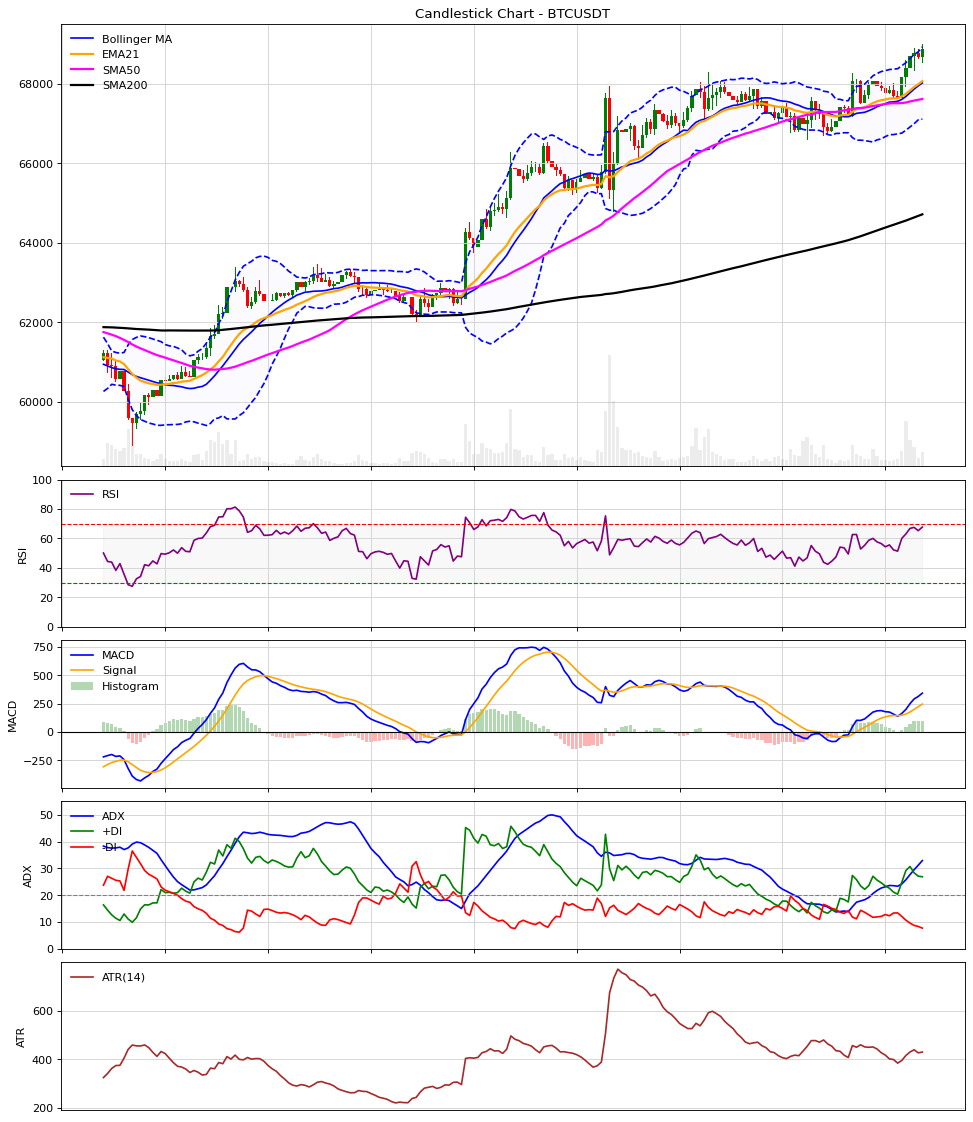 Candlestick Chart - BTCUSDT
Bollinger MA
EMA21
SMA50
SMA200
68000
66000
64000
62000
60000
RSI
100
80
60
40
20
0
RSI
MACD
Signal
Histogram
750
500
250
0
−250
MACD
ADX
+DI
-DI
50
40
30
20
10
0
ADX
ATR(14)
600
400
200
ATR